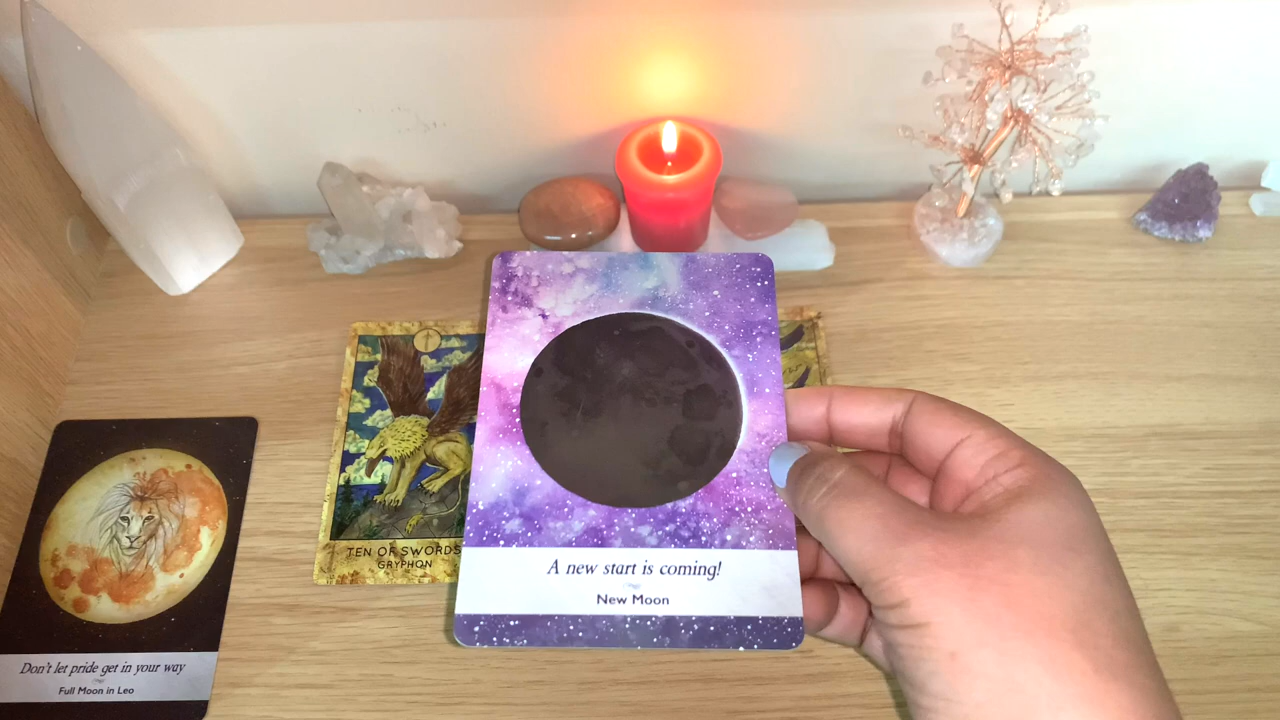 TEN OF SWORDS
GRYPHON
A new start is coming!
New Moon
Don't let pride get in your way
Full Moon in Leo